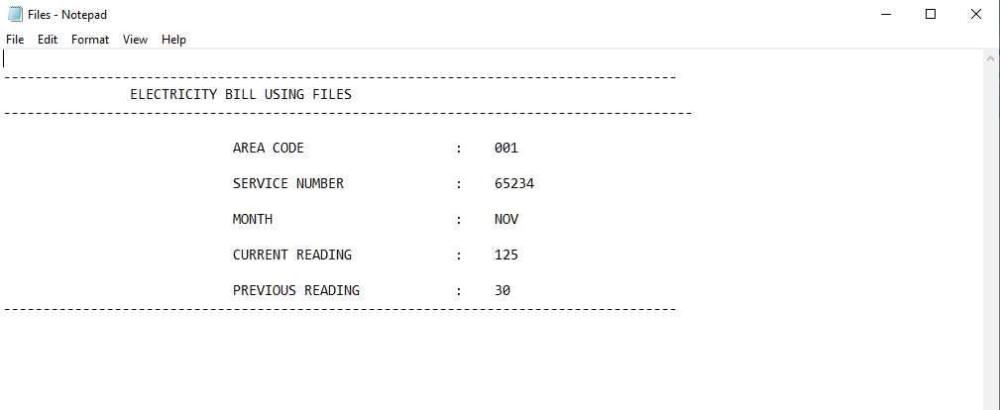 Files - Notepad
File Edit Format View Help
-------------------------------------------------------------------------------------
ELECTRICITY BILL USING FILES
---------------------------------------------------------------------------------------
AREA CODE : 001
SERVICE NUMBER : 65234
MONTH : NOV
CURRENT READING : 125
PREVIOUS READING : 30
-------------------------------------------------------------------------------------